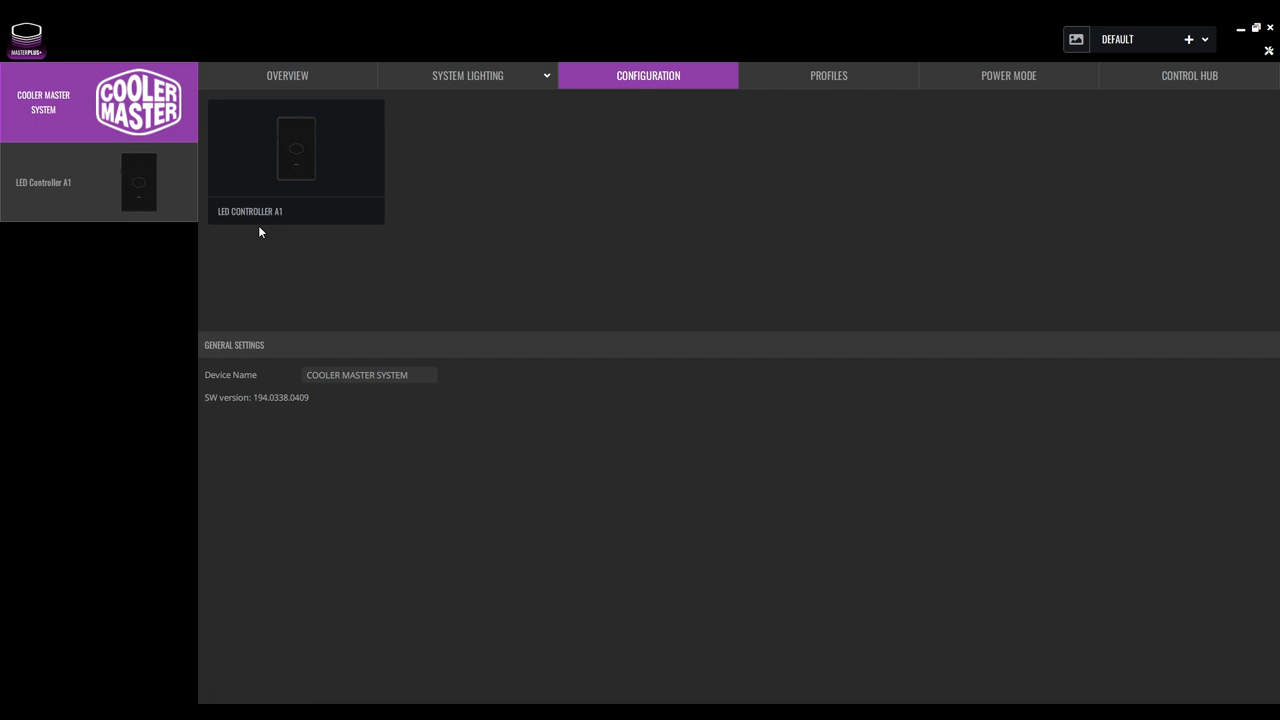 MASTERPLUS+
DEFAULT
COOLER MASTER
SYSTEM
COOLER
MASTER
OVERVIEW
SYSTEM LIGHTING
CONFIGURATION
PROFILES
POWER MODE
CONTROL HUB
LED Controller A1
LED CONTROLLER A1
GENERAL SETTINGS
Device Name COOLER MASTER SYSTEM
SW version: 194.0338.0409